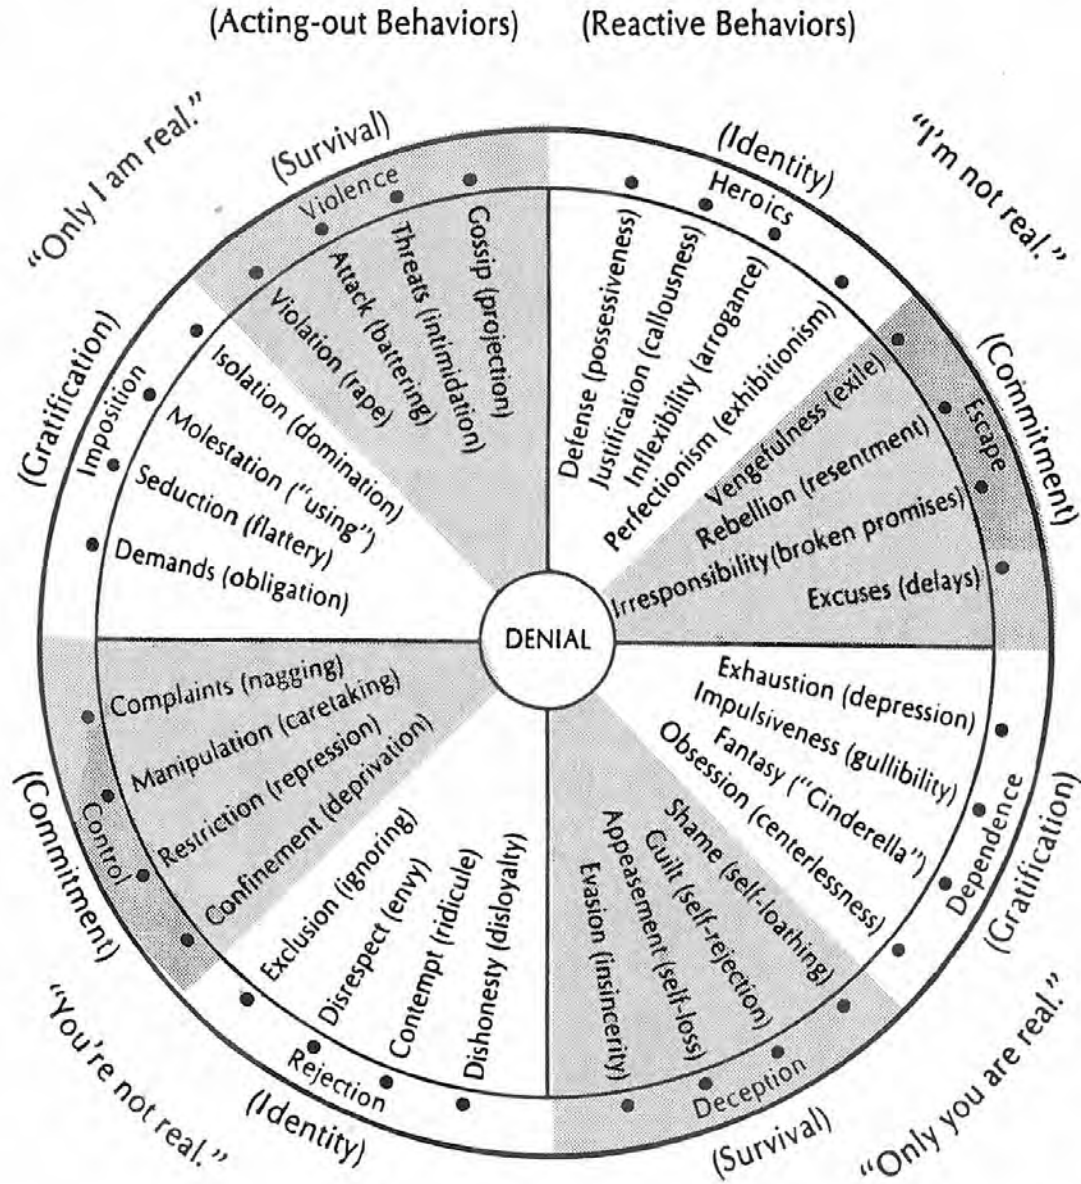 (Acting-out Behaviors)
(Reactive Behaviors)
"Only I am real."
"I'm not real."
(Survival)
Violence
Gossip (projection)
Threats (intimidation)
Attack (battering)
Violation (rape)
(Identity)
Heroics
Defense (possessiveness)
Justification (callousness)
Inflexibility (arrogance)
Perfectionism (exhibitionism)
(Commitment)
Escape
Vengefulness (exile)
Rebellion (resentment)
Irresponsibility (broken promises)
Excuses (delays)
(Gratification)
Imposition
Isolation (domination)
Molestation ("using")
Seduction (flattery)
Demands (obligation)
DENIAL
(Commitment)
Control
Complaints (nagging)
Manipulation (caretaking)
Restriction (repression)
Confinement (deprivation)
(Gratification)
Dependence
Exhaustion (depression)
Impulsiveness (gullibility)
Fantasy ("Cinderella")
Obsession (centerlessness)
(Identity)
Rejection
Exclusion (ignoring)
Disrespect (envy)
Contempt (ridicule)
Dishonesty (disloyalty)
(Survival)
Deception
Shame (self-loathing)
Guilt (self-rejection)
Appeasement (self-loss)
Evasion (insincerity)
"You're not real."
"Only you are real."